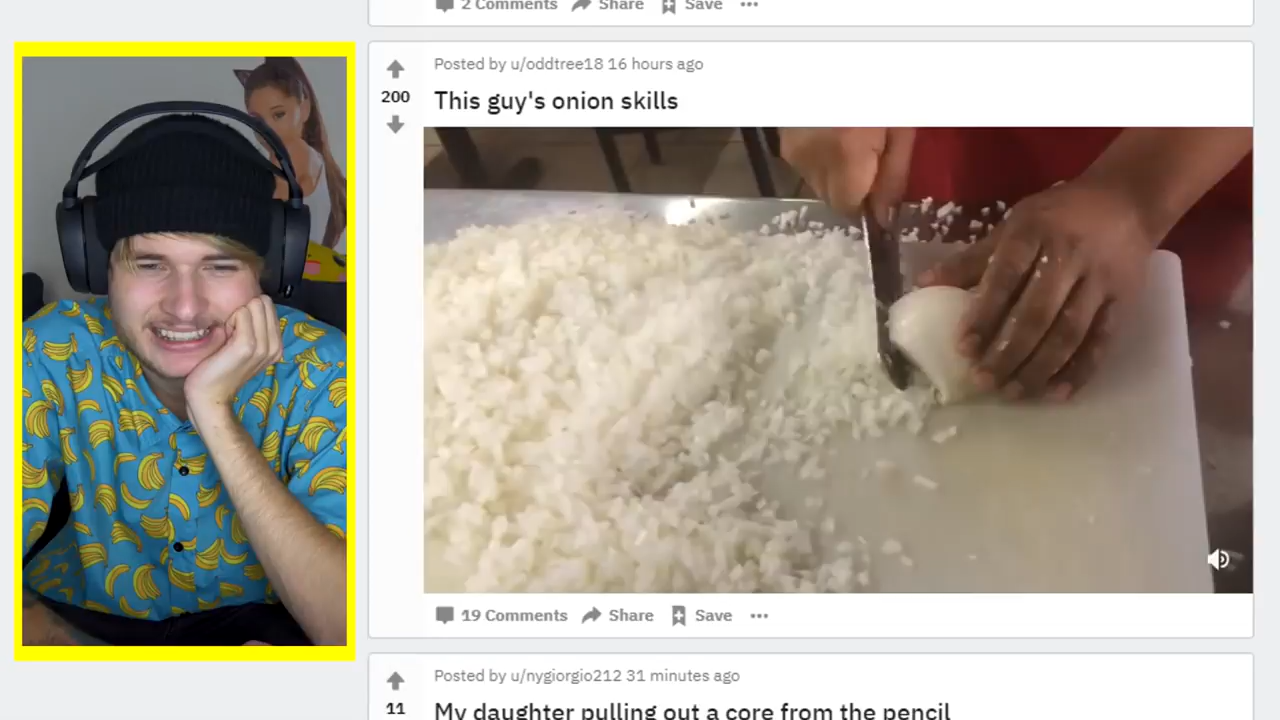 2 Comments Share Save
Posted by u/oddtree18 16 hours ago
200
This guy's onion skills
19 Comments Share Save
Posted by u/nygiorgio212 31 minutes ago
11
My daughter pulling out a core from the pencil